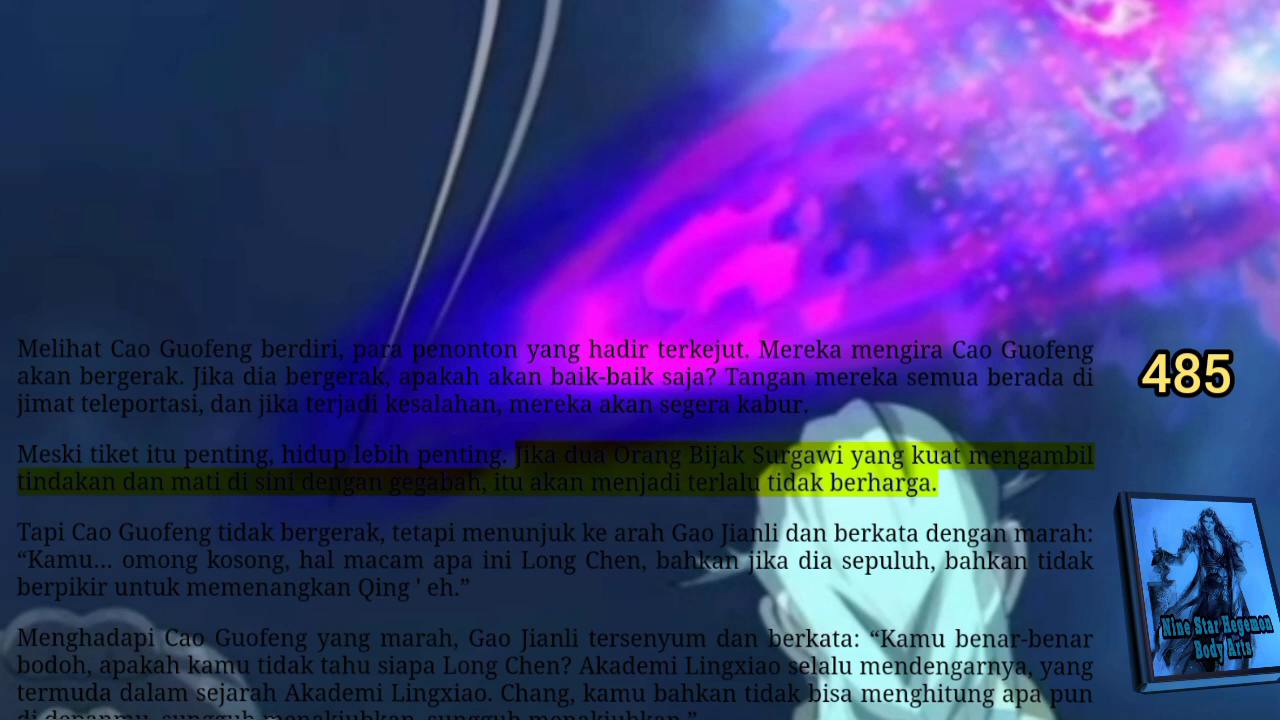 Melihat Cao Guofeng berdiri, para penonton yang hadir terkejut. Mereka mengira Cao Guofeng
akan bergerak. Jika dia bergerak, apakah akan baik-baik saja? Tangan mereka semua berada di
jimat teleportasi, dan jika terjadi kesalahan, mereka akan segera kabur.
485
Meski tiket itu penting, hidup lebih penting. Jika dua Orang Bijak Surgawi yang kuat mengambil
tindakan dan mati di sini dengan gegabah, itu akan menjadi terlalu tidak berharga.
Tapi Cao Guofeng tidak bergerak, tetapi menunjuk ke arah Gao Jianli dan berkata dengan marah:
“Kamu... omong kosong, hal macam apa ini Long Chen, bahkan jika dia sepuluh, bahkan tidak
berpikir untuk memenangkan Qing ' eh.”
Menghadapi Cao Guofeng yang marah, Gao Jianli tersenyum dan berkata: “Kamu benar-benar
bodoh, apakah kamu tidak tahu siapa Long Chen? Akademi Lingxiao selalu mendengarnya, yang
termuda dalam sejarah Akademi Lingxiao. Chang, kamu bahkan tidak bisa menghitung apa pun
di depanmu, sungguh menakjubkan, sungguh menakjubkan.”
Nine Star Hegemon
Body Arts